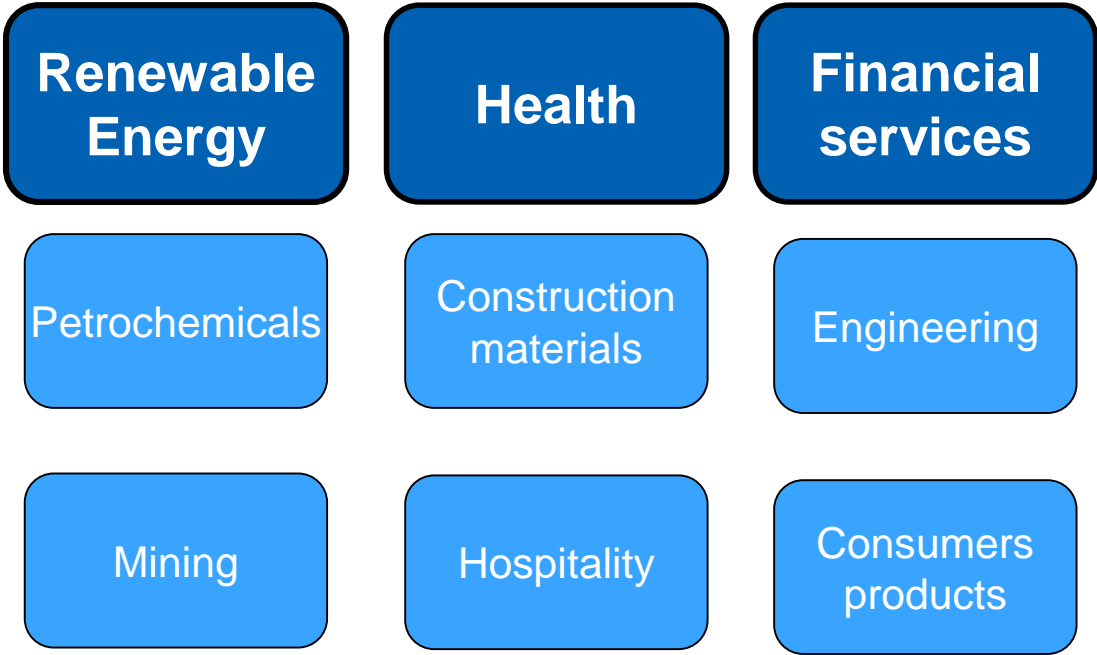 Renewable
Energy
Health
Financial
services
Petrochemicals
Construction
materials
Engineering
Mining
Hospitality
Consumers
products